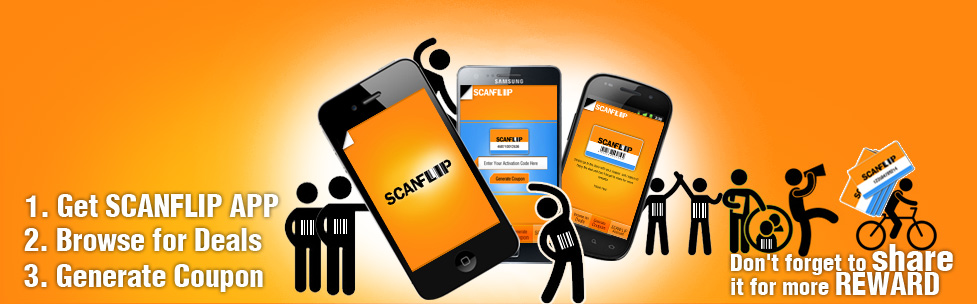 1. Get SCANFLIP APP
2. Browse for Deals
3. Generate Coupon
SCANFLIP
SAMSUNG
SCANFLIP
SCANFLIP
Enter Your Activation Code Here
Generate Coupon
SCANFLIP
SCANFLIP
SCANFLIP
Don't forget to share
it for more REWARD